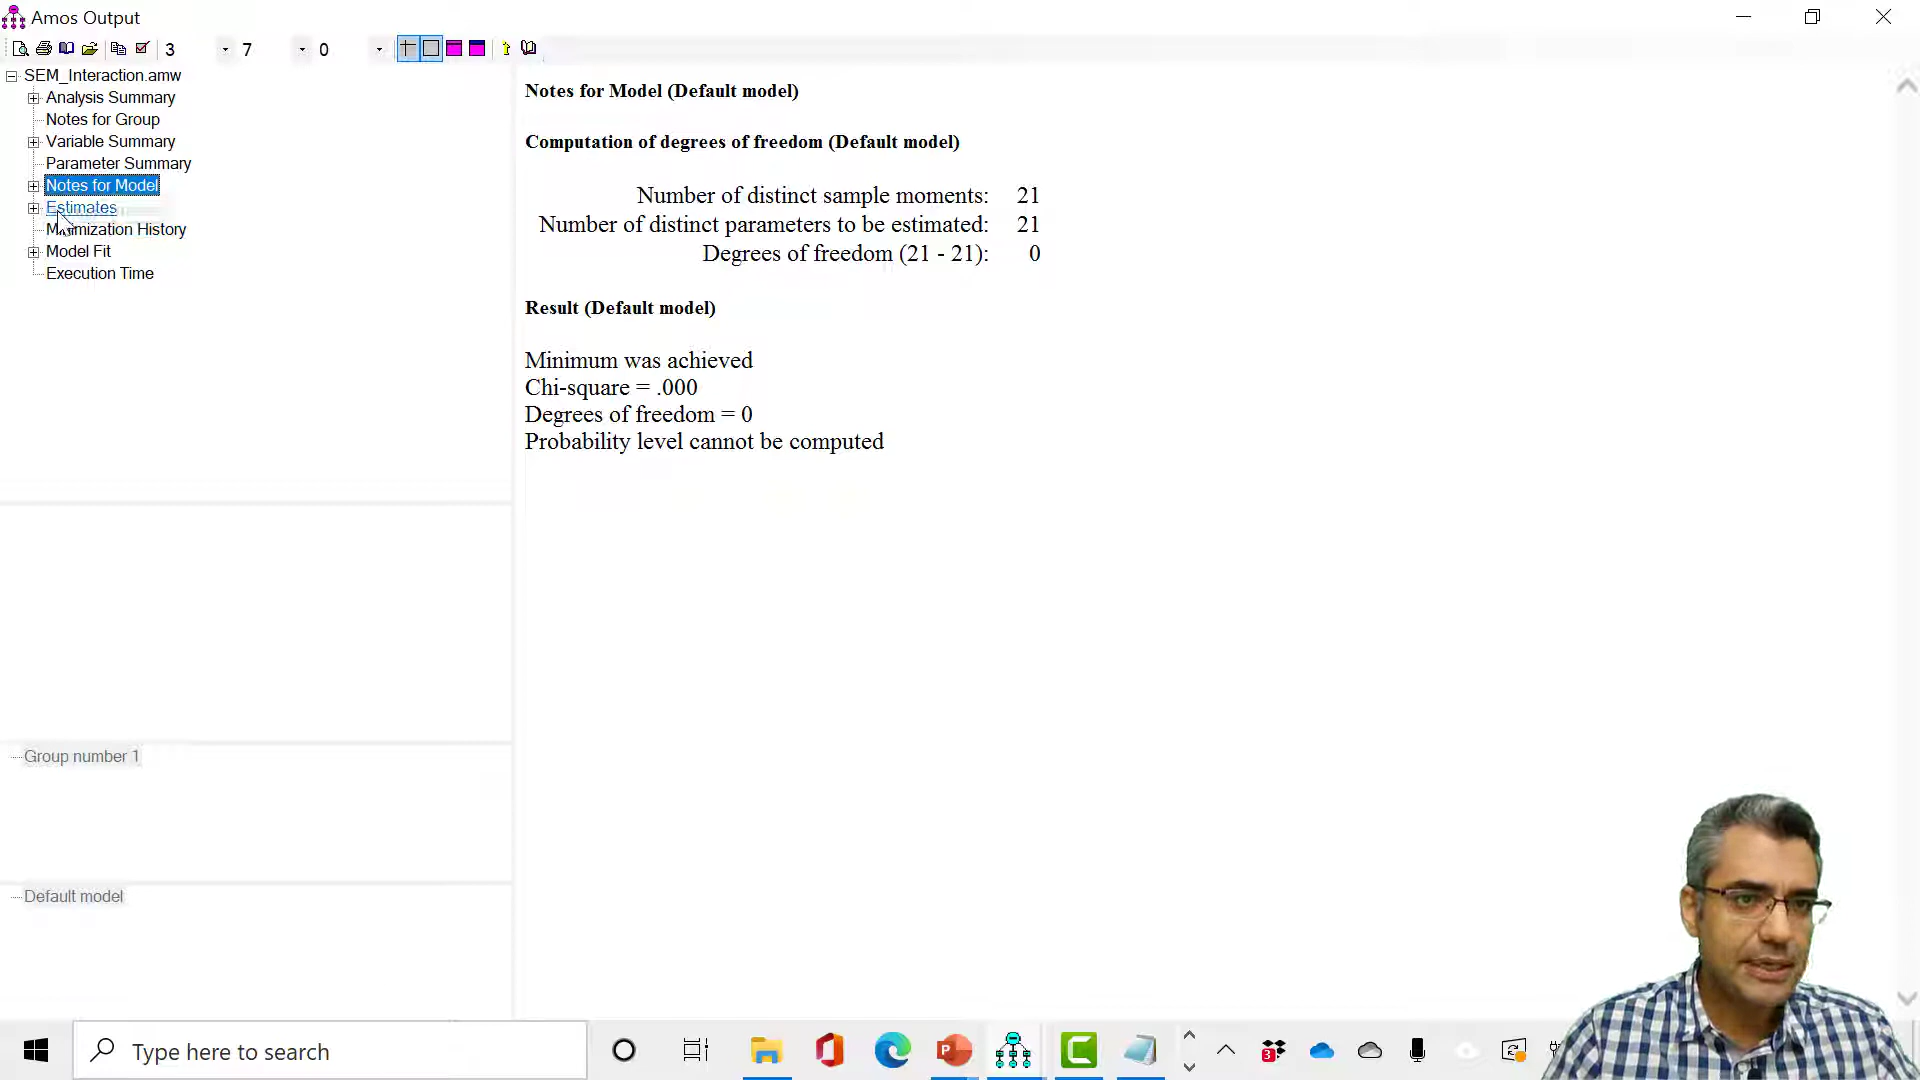 Amos Output
3 7 0
SEM_Interaction.amw
Analysis Summary
Notes for Group
Variable Summary
Parameter Summary
Notes for Model
Estimates
Minimization History
Model Fit
Execution Time
Group number 1
Default model
Notes for Model (Default model)
Computation of degrees of freedom (Default model)
Number of distinct sample moments: 21
Number of distinct parameters to be estimated: 21
Degrees of freedom (21 - 21): 0
Result (Default model)
Minimum was achieved
Chi-square = .000
Degrees of freedom = 0
Probability level cannot be computed
Type here to search
3